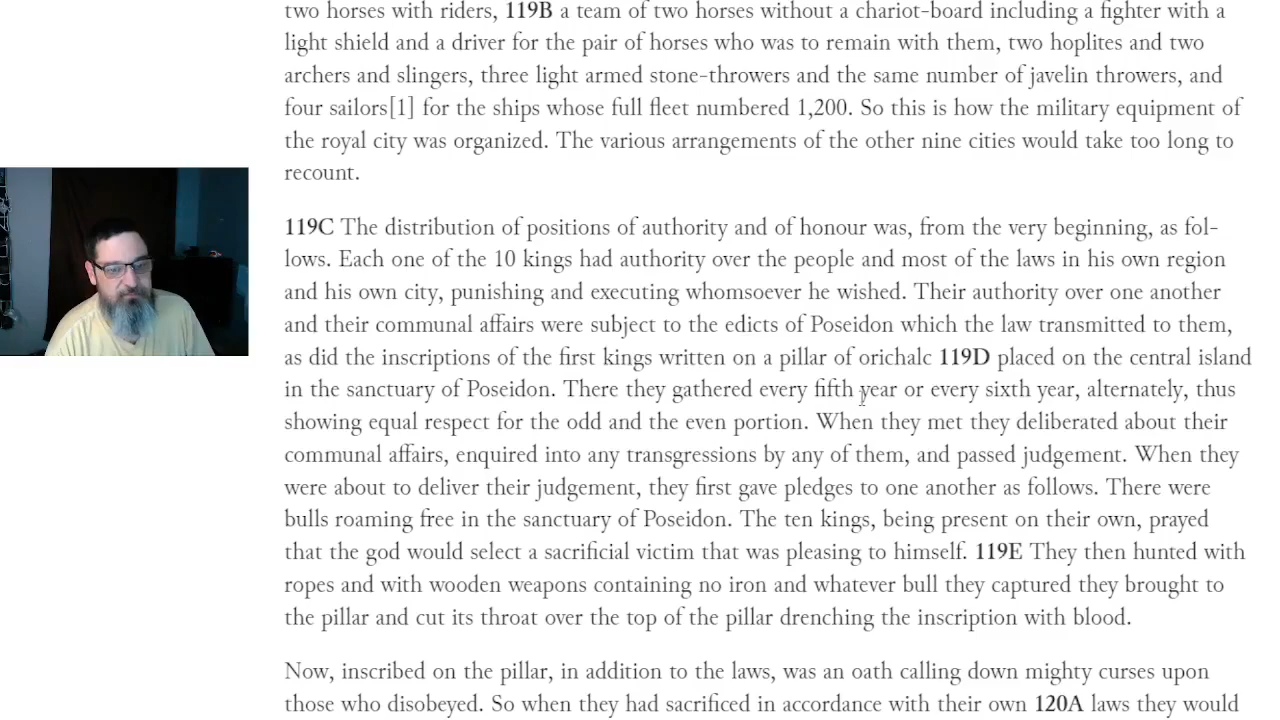 two horses with riders, 119B a team of two horses without a chariot-board including a fighter with a
light shield and a driver for the pair of horses who was to remain with them, two hoplites and two
archers and slingers, three light armed stone-throwers and the same number of javelin throwers, and
four sailors[1] for the ships whose full fleet numbered 1,200. So this is how the military equipment of
the royal city was organized. The various arrangements of the other nine cities would take too long to
recount.
119C The distribution of positions of authority and of honour was, from the very beginning, as fol-
lows. Each one of the 10 kings had authority over the people and most of the laws in his own region
and his own city, punishing and executing whomsoever he wished. Their authority over one another
and their communal affairs were subject to the edicts of Poseidon which the law transmitted to them,
as did the inscriptions of the first kings written on a pillar of orichalc 119D placed on the central island
in the sanctuary of Poseidon. There they gathered every fifth year or every sixth year, alternately, thus
showing equal respect for the odd and the even portion. When they met they deliberated about their
communal affairs, enquired into any transgressions by any of them, and passed judgement. When they
were about to deliver their judgement, they first gave pledges to one another as follows. There were
bulls roaming free in the sanctuary of Poseidon. The ten kings, being present on their own, prayed
that the god would select a sacrificial victim that was pleasing to himself. 119E They then hunted with
ropes and with wooden weapons containing no iron and whatever bull they captured they brought to
the pillar and cut its throat over the top of the pillar drenching the inscription with blood.
Now, inscribed on the pillar, in addition to the laws, was an oath calling down mighty curses upon
those who disobeyed. So when they had sacrificed in accordance with their own 120A laws they would